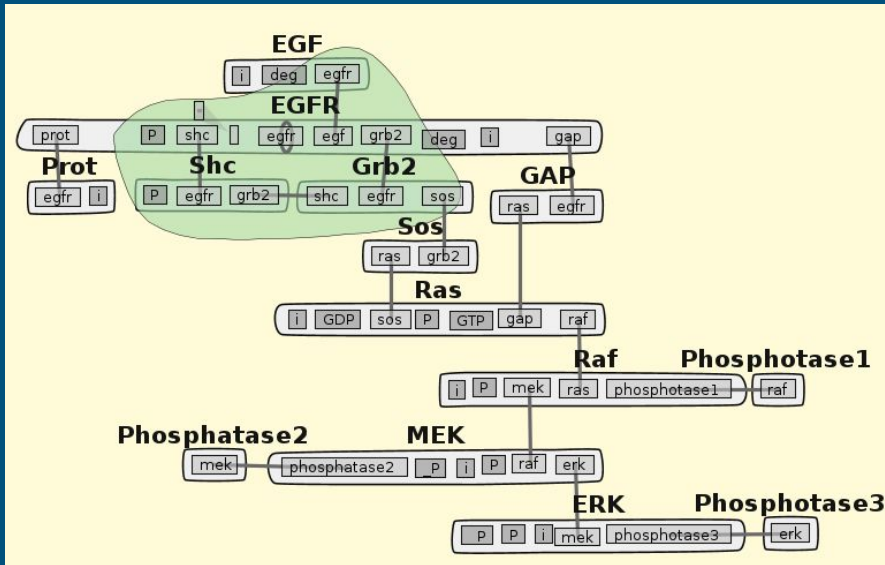 EGF
i deg egfr
EGFR
prot P shc egfr egf grb2 deg i gap
Prot Shc Grb2 GAP
egfr i P egfr grb2 shc egfr sos ras egfr
Sos
ras grb2
Ras
i GDP sos P GTP gap raf
Raf Phosphotase1
i P mek ras phosphotase1 raf
Phosphatase2 MEK
mek phosphatase2 _P i P raf erk
ERK Phosphotase3
P P i mek phosphotase3 erk